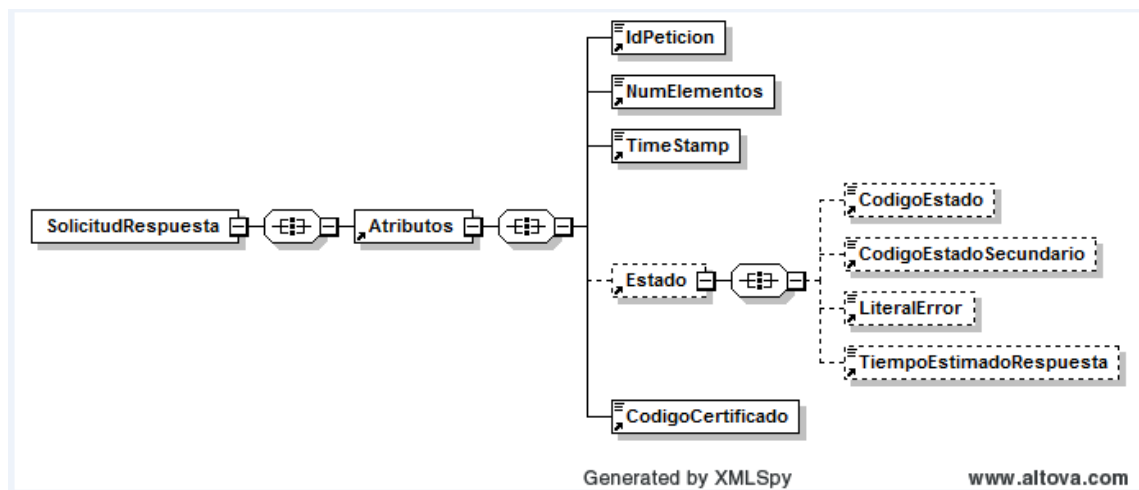 IdPeticion
NumElementos
TimeStamp
SolicitudRespuesta
Atributos
Estado
CodigoEstado
CodigoEstadoSecundario
LiteralError
TiempoEstimadoRespuesta
CodigoCertificado
Generated by XMLSpy
www.altova.com